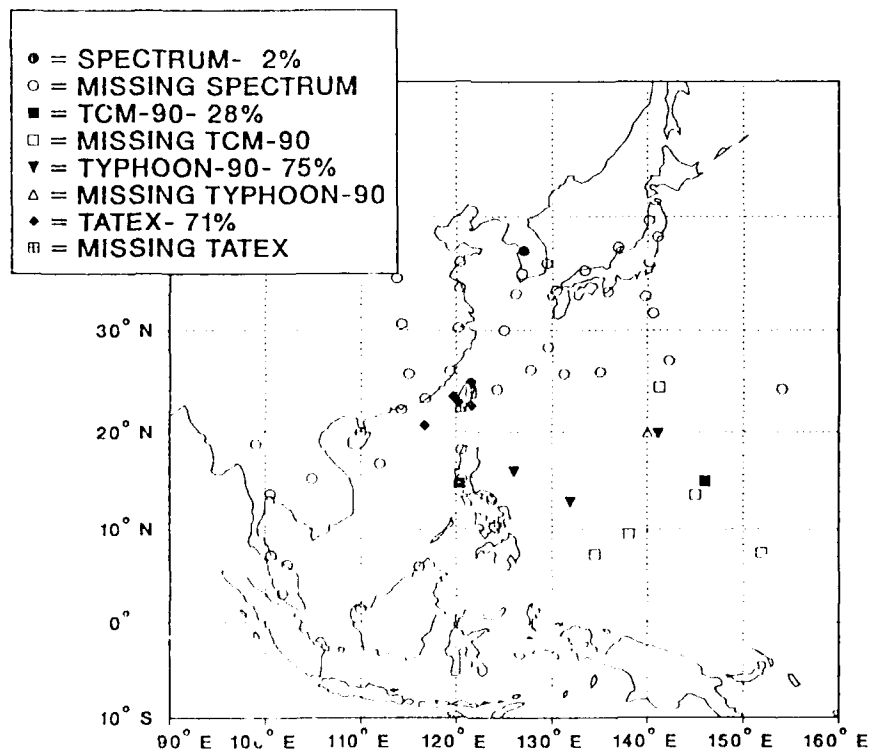 ● = SPECTRUM- 2%
○ = MISSING SPECTRUM
■ = TCM-90- 28%
□ = MISSING TCM-90
▼ = TYPHOON-90- 75%
△ = MISSING TYPHOON-90
◆ = TATEX- 71%
⊞ = MISSING TATEX
30° N
20° N
10° N
0°
10° S
90° E 100° E 110° E 120° E 130° E 140° E 150° E 160° E